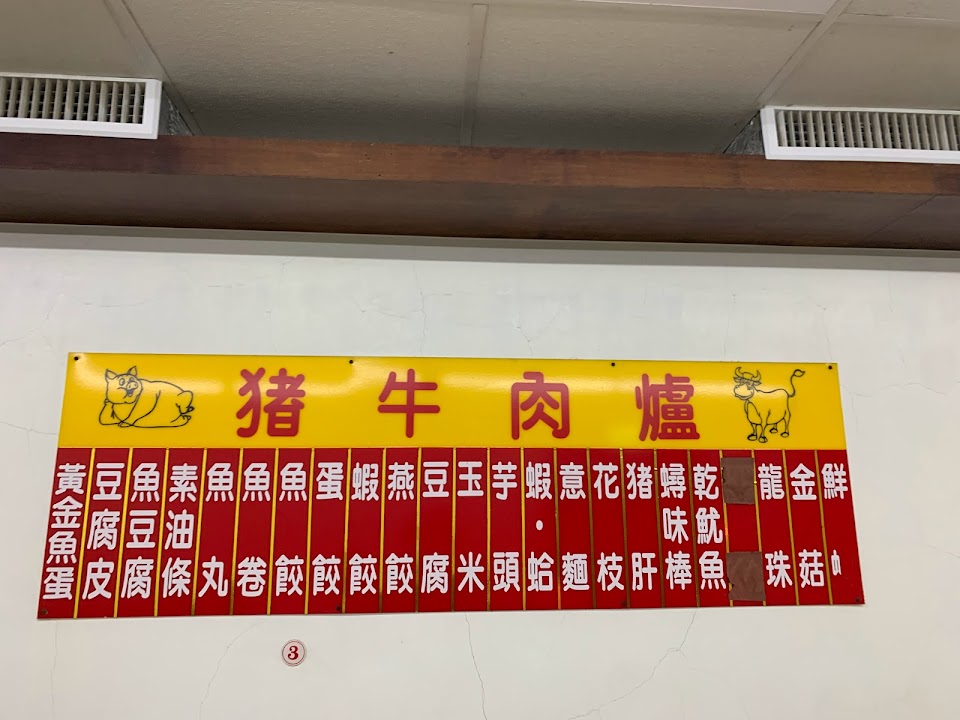 猪牛肉爐
鮮
金菇
龍珠
乾魷魚
蟳味棒
猪肝
花枝
意麵
蝦・蛤
芋頭
玉米
豆腐
燕餃
蝦餃
蛋餃
魚餃
魚卷
魚丸
素油條
魚豆腐
豆腐皮
黃金魚蛋
3